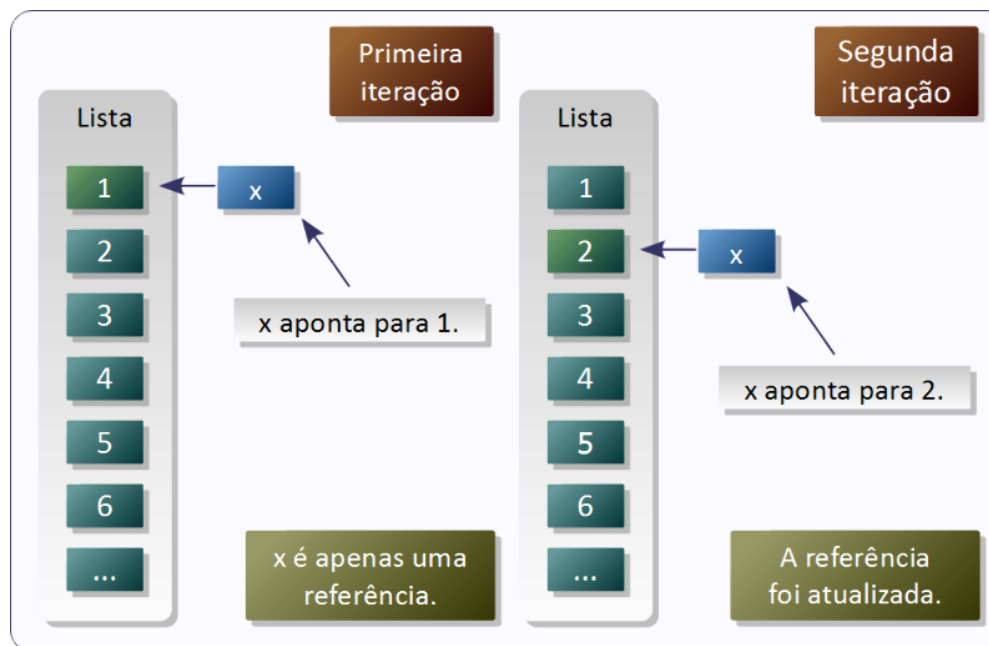 Primeira
iteração
Lista
1
x
2
3
x aponta para 1.
4
5
6
...
x é apenas uma
referência.
Segunda
iteração
Lista
1
2
x
3
4
x aponta para 2.
5
6
...
A referência
foi atualizada.